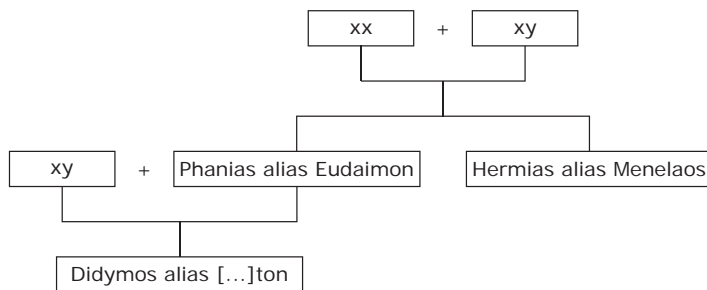 xx + xy
xy + Phanias alias Eudaimon Hermias alias Menelaos
Didymos alias [...]ton